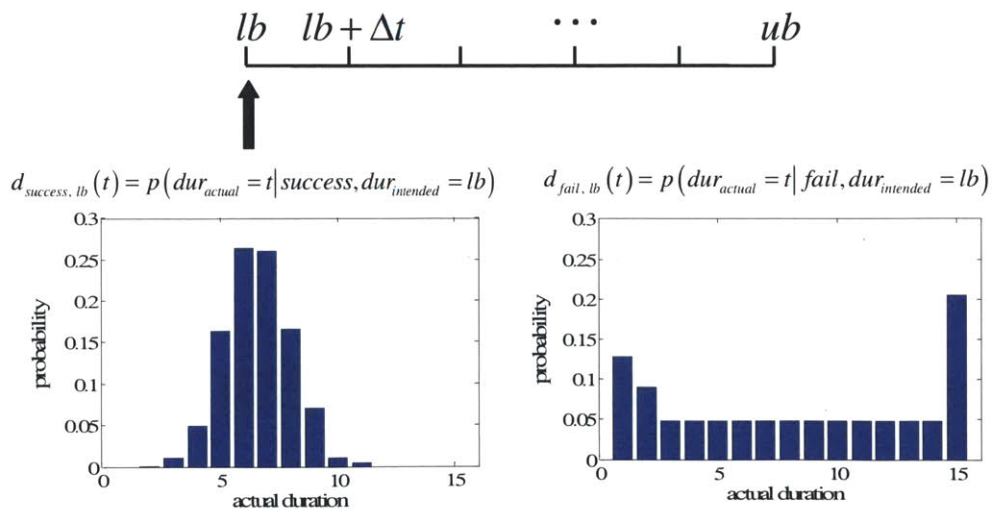 lb lb + Δt ... ub
d_success, lb (t) = p(dur_actual = t | success, dur_intended = lb)
d_fail, lb (t) = p(dur_actual = t | fail, dur_intended = lb)
0.3
0.25
0.2
0.15
0.1
0.05
0
probability
5 10 15
actual duration
0.3
0.25
0.2
0.15
0.1
0.05
0
probability
5 10 15
actual duration